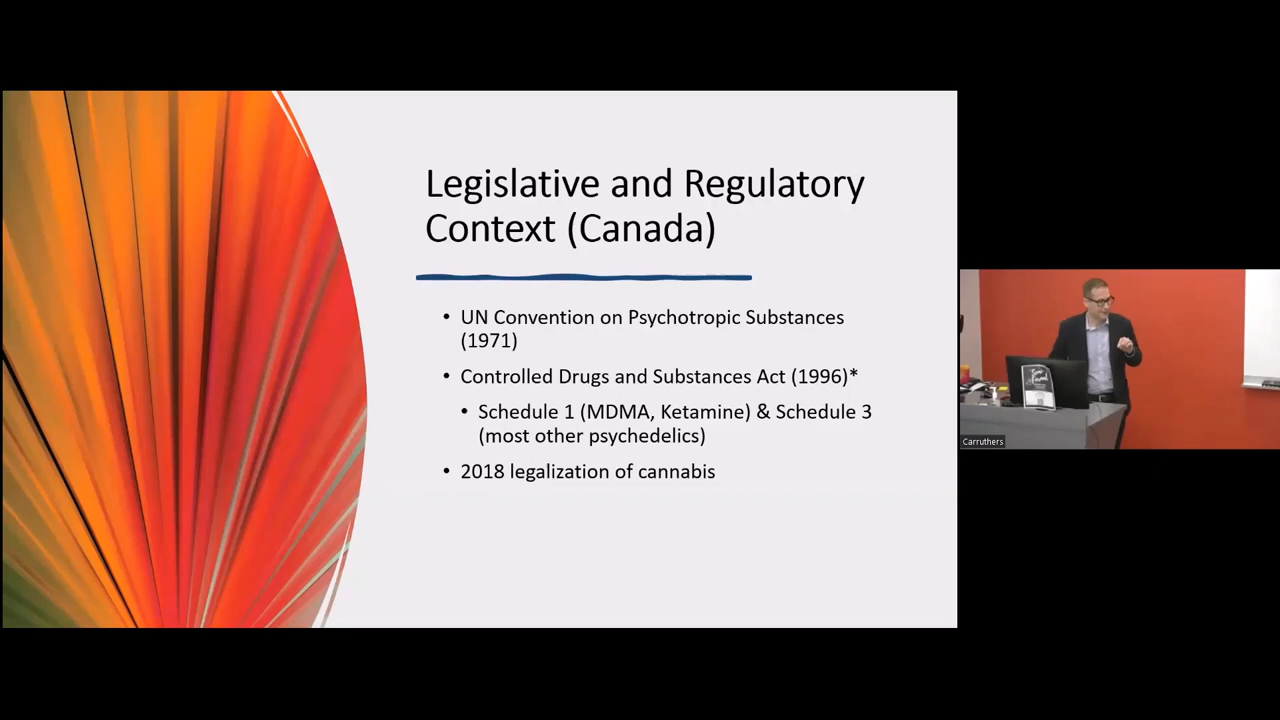 Legislative and Regulatory
Context (Canada)
• UN Convention on Psychotropic Substances
(1971)
• Controlled Drugs and Substances Act (1996)*
• Schedule 1 (MDMA, Ketamine) & Schedule 3
(most other psychedelics)
• 2018 legalization of cannabis
Carruthers